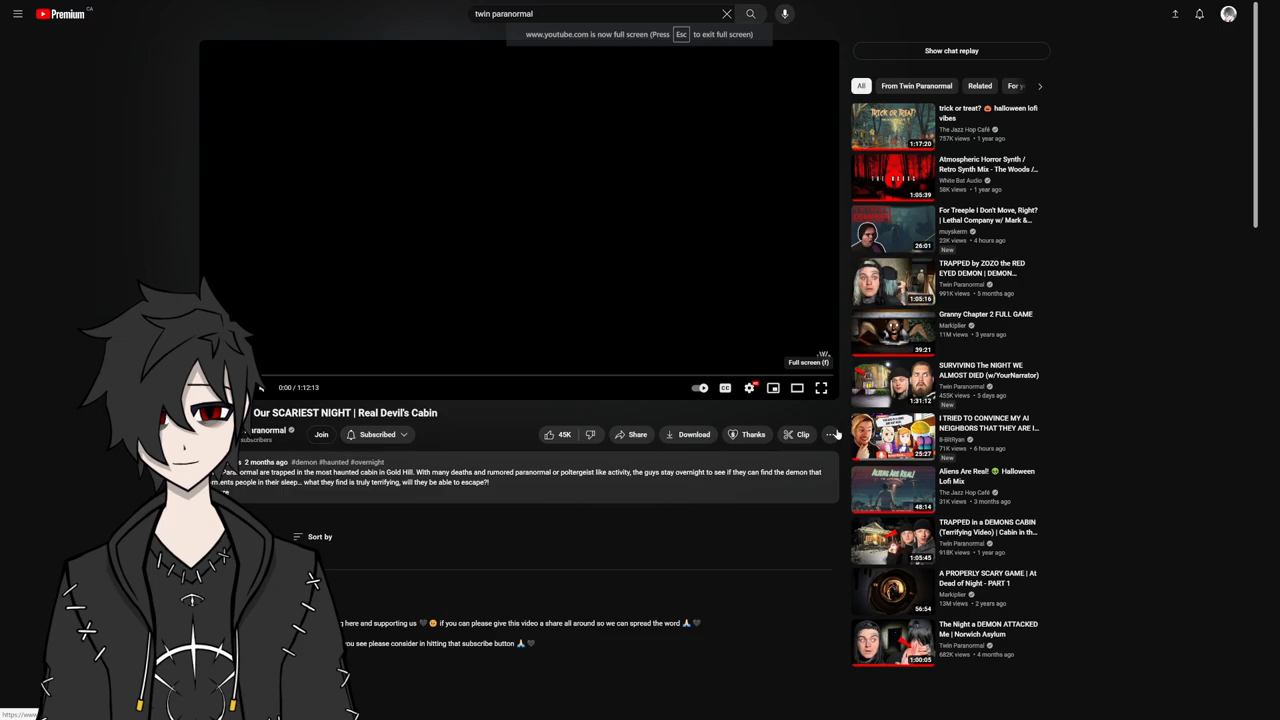 Premium CA
twin paranormal
www.youtube.com is now full screen (Press Esc to exit full screen)
Full screen (f)
0:00 / 1:12:13
Our SCARIEST NIGHT | Real Devil's Cabin
Join
Subscribed
45K
Share
Download
Thanks
Clip
2 months ago #demon #haunted #overnight
are trapped in the most haunted cabin in Gold Hill. With many deaths and rumored paranormal or poltergeist like activity, the guys stay overnight to see if they can find the demon that
people in their sleep... what they find is truly terrifying, will they be able to escape?!
Sort by
here and supporting us 🖤 😡 if you can please give this video a share all around so we can spread the word 🙏 🖤
you see please consider in hitting that subscribe button 🙏 🖤
Show chat replay
All
From Twin Paranormal
Related
TRICK OR TREAT?
1:17:20
trick or treat? 🎃 halloween lofi
vibes
The Jazz Hop Café
757K views • 1 year ago
1:05:39
Atmospheric Horror Synth /
Retro Synth Mix - The Woods /...
White Bat Audio
58K views • 1 year ago
26:01
For Treeple I Don't Move, Right?
| Lethal Company w/ Mark &...
muyskerm
23K views • 4 hours ago
New
1:05:16
TRAPPED by ZOZO the RED
EYED DEMON | DEMON...
Twin Paranormal
991K views • 5 months ago
39:21
Granny Chapter 2 FULL GAME
Markiplier
11M views • 3 years ago
1:31:12
SURVIVING The NIGHT WE
ALMOST DIED (w/YourNarrator)
Twin Paranormal
455K views • 5 days ago
New
25:27
I TRIED TO CONVINCE MY AI
NEIGHBORS THAT THEY ARE I...
8-BitRyan
71K views • 6 hours ago
New
ALIENS ARE REAL!
48:14
Aliens Are Real! 👽 Halloween
Lofi Mix
The Jazz Hop Café
31K views • 6 months ago
1:05:45
TRAPPED in a DEMONS CABIN
(Terrifying Video) | Cabin in th...
Twin Paranormal
918K views • 1 year ago
56:54
A PROPERLY SCARY GAME | At
Dead of Night - PART 1
Markiplier
13M views • 2 years ago
1:00:05
The Night a DEMON ATTACKED
Me | Norwich Asylum
Twin Paranormal
682K views • 4 months ago